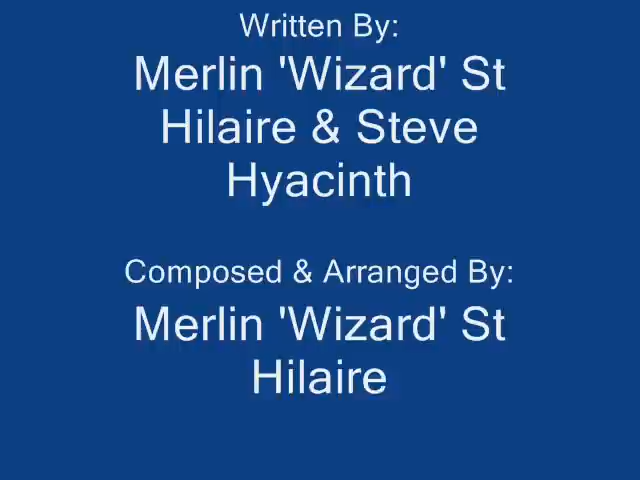 Written By:
Merlin 'Wizard' St
Hilaire & Steve
Hyacinth
Composed & Arranged By:
Merlin 'Wizard' St
Hilaire